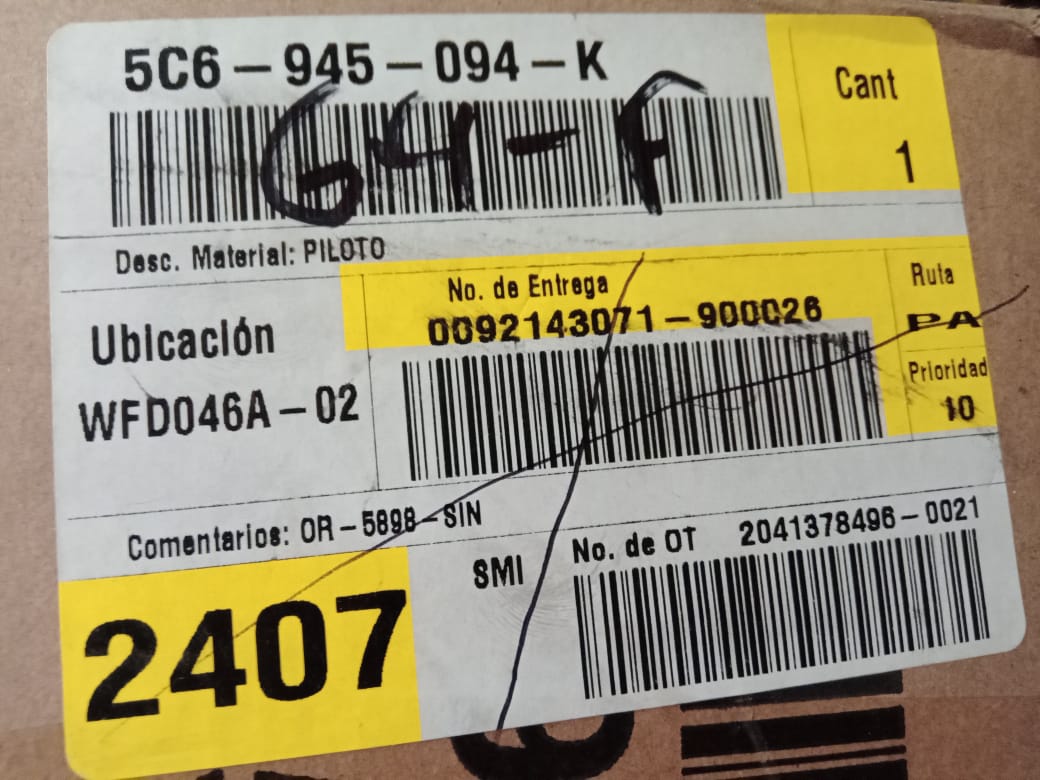 5C6-945-094-K
G4-F
Cant
1
Desc. Material: PILOTO
No. de Entrega
0092143071-900026
Ruta
PA
Ubicación
WFD046A-02
Prioridad
10
Comentarios: OR-5898-SIN
2407
SMI
No. de OT 2041378496-0021